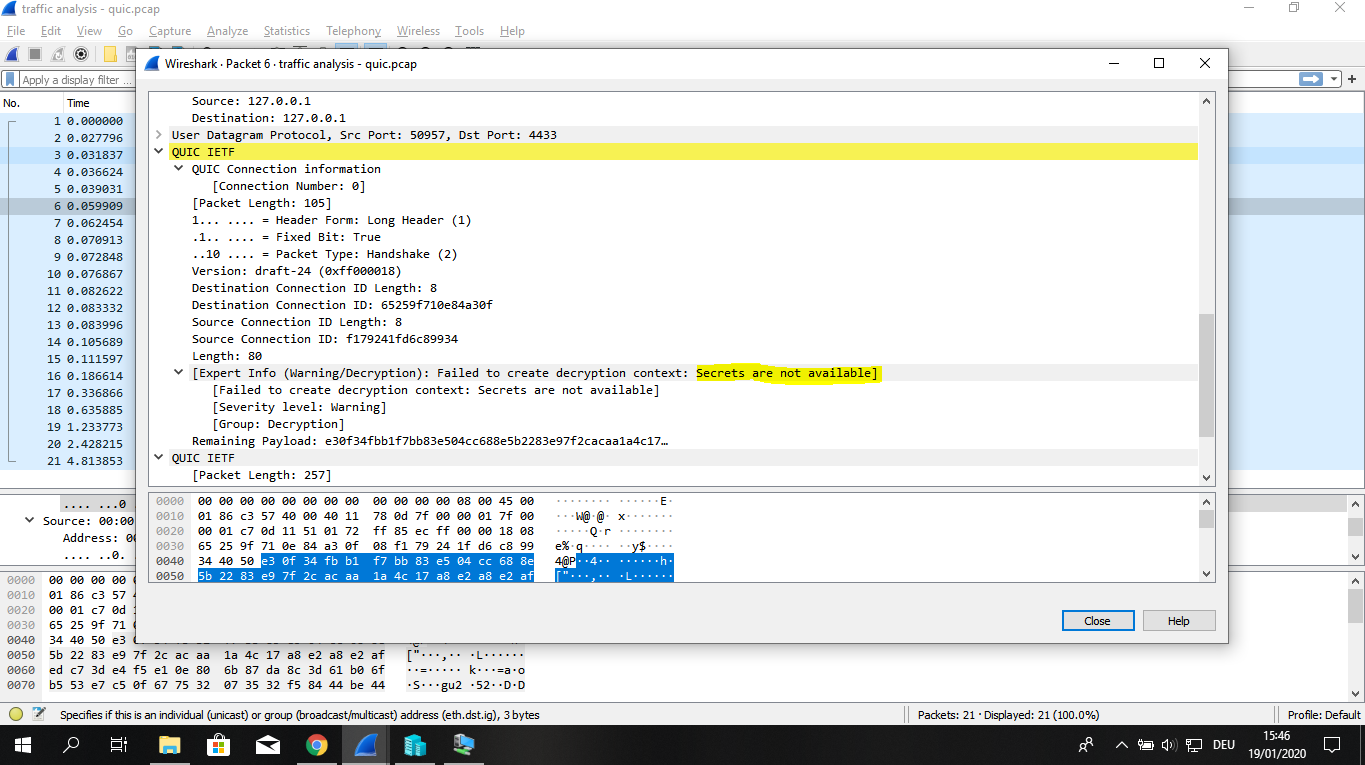 traffic analysis - quic.pcap
File Edit View Go Capture Analyze Statistics Telephony Wireless Tools Help
Apply a display filter ...
No. Time
1 0.000000
2 0.027796
3 0.031837
4 0.036624
5 0.039031
6 0.059909
7 0.062454
8 0.070913
9 0.072848
10 0.076867
11 0.082622
12 0.083332
13 0.083996
14 0.105689
15 0.111597
16 0.186614
17 0.336866
18 0.635885
19 1.233773
20 2.428215
21 4.813853
Wireshark · Packet 6 · traffic analysis - quic.pcap
Source: 127.0.0.1
Destination: 127.0.0.1
User Datagram Protocol, Src Port: 50957, Dst Port: 4433
QUIC IETF
QUIC Connection information
[Connection Number: 0]
[Packet Length: 105]
1... .... = Header Form: Long Header (1)
.1.. .... = Fixed Bit: True
..10 .... = Packet Type: Handshake (2)
Version: draft-24 (0xff000018)
Destination Connection ID Length: 8
Destination Connection ID: 65259f710e84a30f
Source Connection ID Length: 8
Source Connection ID: f179241fd6c89934
Length: 80
[Expert Info (Warning/Decryption): Failed to create decryption context: Secrets are not available]
[Failed to create decryption context: Secrets are not available]
[Severity level: Warning]
[Group: Decryption]
Remaining Payload: e30f34fbb1f7bb83e504cc688e5b2283e97f2cacaa1a4c17…
QUIC IETF
[Packet Length: 257]
0000 00 00 00 00 00 00 00 00 00 00 00 00 08 00 45 00 ········ ······E·
0010 01 86 c3 57 40 00 40 11 78 0d 7f 00 00 01 7f 00 ···W@·@· x·······
0020 00 01 c7 0d 11 51 01 72 ff 85 ec ff 00 00 18 08 ·····Q·r ········
0030 65 25 9f 71 0e 84 a3 0f 08 f1 79 24 1f d6 c8 99 e%·q···· ··y$····
0040 34 40 50 e3 0f 34 fb b1 f7 bb 83 e5 04 cc 68 8e 4@P··4·· ······h·
0050 5b 22 83 e9 7f 2c ac aa 1a 4c 17 a8 e2 a8 e2 af ["···,·· ·L······
Close Help
.... ...0
Source: 00:00
Address: 00
.... ..0.
0000 00 00 00 00 00
0010 01 86 c3 57 4
0020 00 01 c7 0d
0030 65 25 9f 71 0
0040 34 40 50 e3
0050 5b 22 83 e9 7f 2c ac aa 1a 4c 17 a8 e2 a8 e2 af ["···,·· ·L······
0060 ed c7 3d e4 f5 e1 0e 80 6b 87 da 8c 3d 61 b0 6f ··=····· k···=a·o
0070 b5 53 e7 c5 0f 67 75 32 07 35 32 f5 84 44 be 44 ·S···gu2 ·52··D·D
Specifies if this is an individual (unicast) or group (broadcast/multicast) address (eth.dst.ig), 3 bytes
Packets: 21 · Displayed: 21 (100.0%)
Profile: Default
DEU
15:46
19/01/2020